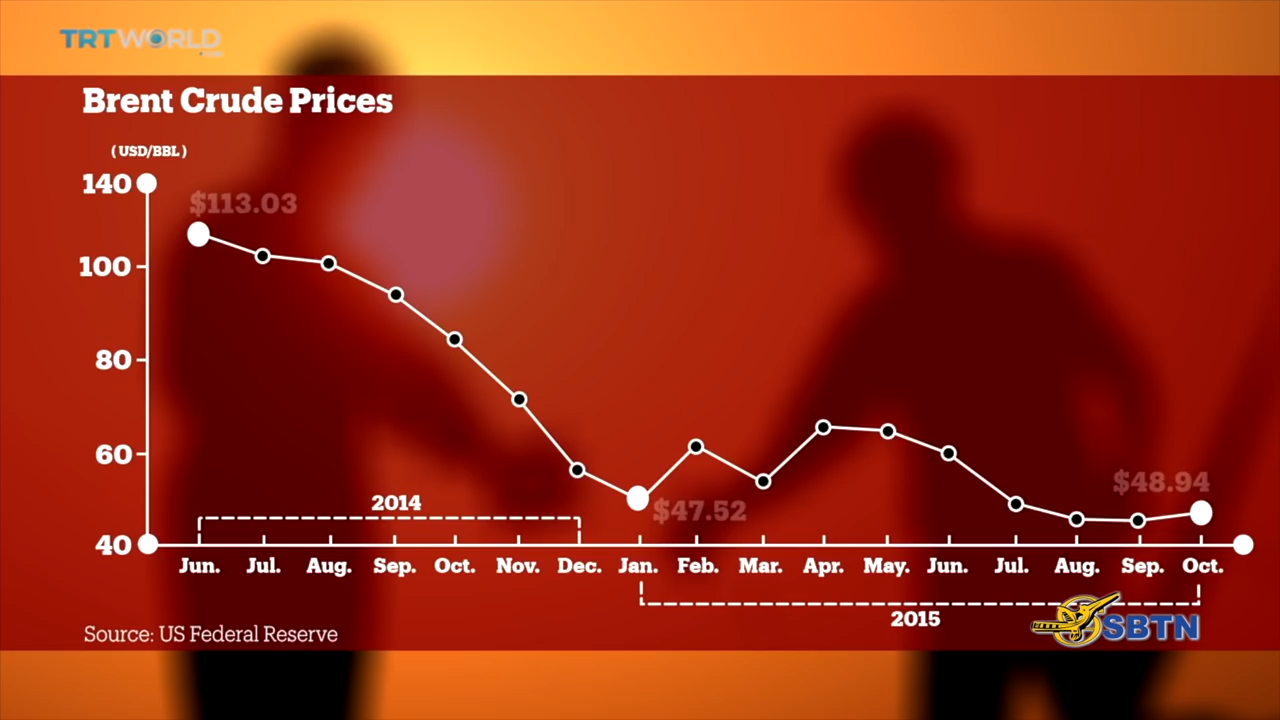 TRT WORLD
Brent Crude Prices
( USD/BBL )
140
$113.03
100
80
60
2014
$47.52
$48.94
40
Jun. Jul. Aug. Sep. Oct. Nov. Dec. Jan. Feb. Mar. Apr. May. Jun. Jul. Aug. Sep. Oct.
2015
SBTN
Source: US Federal Reserve